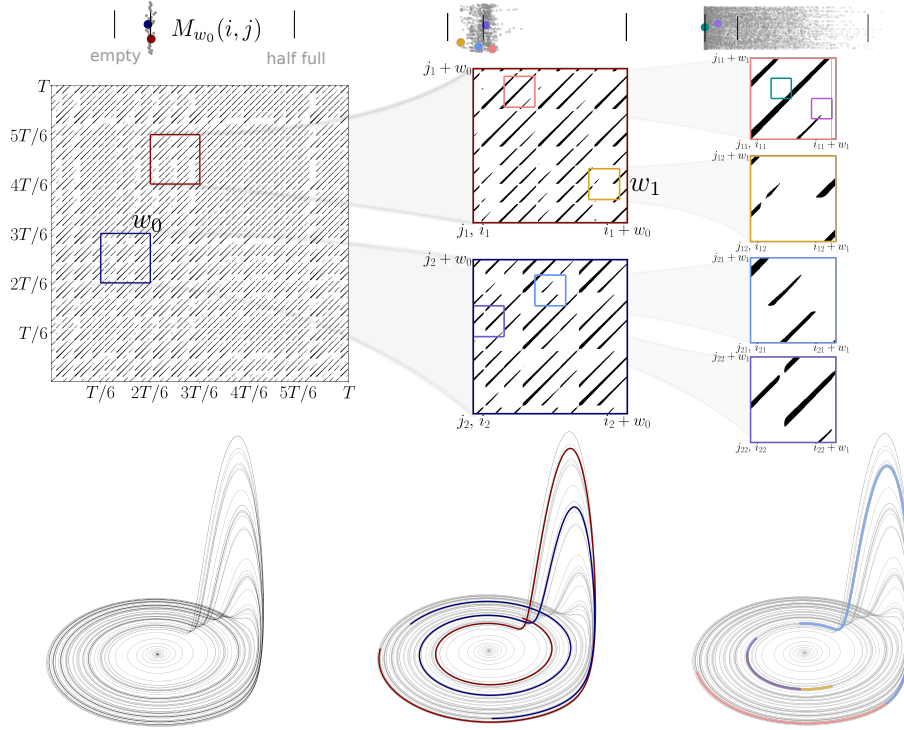 M_{w_0}(i, j)
empty
half full
T
5T/6
4T/6
3T/6
2T/6
T/6
w_0
T/6
2T/6
3T/6
4T/6
5T/6
T
j_1 + w_0
w_1
j_1, i_1
i_1 + w_0
j_2 + w_0
j_2, i_2
i_2 + w_0
j_{11} + w_1
j_{11}, i_{11}
i_{11} + w_1
j_{12} + w_1
j_{12}, i_{12}
i_{12} + w_1
j_{21} + w_1
j_{21}, i_{21}
i_{21} + w_1
j_{22} + w_1
j_{22}, i_{22}
i_{22} + w_1